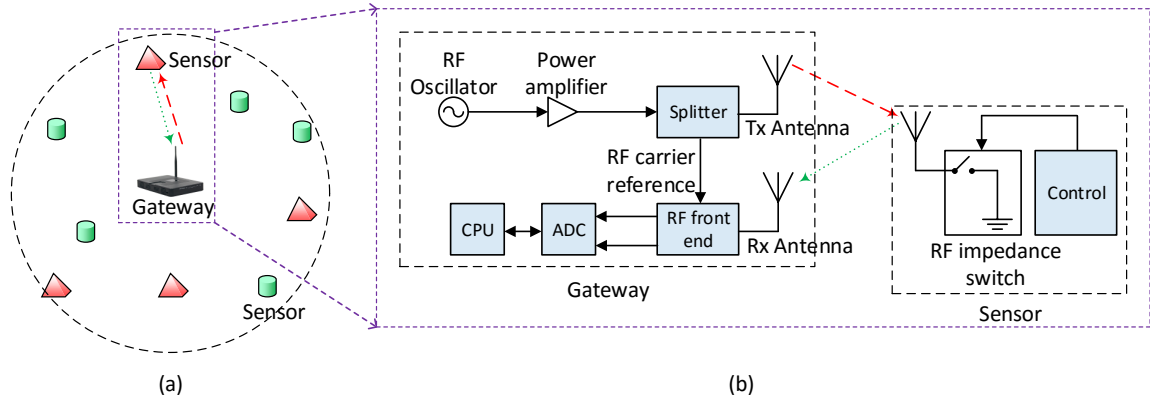 Sensor
Gateway
Sensor
(a)
RF
Oscillator
Power
amplifier
Splitter
Tx Antenna
RF carrier
reference
CPU
ADC
RF front
end
Rx Antenna
Gateway
Control
RF impedance
switch
Sensor
(b)